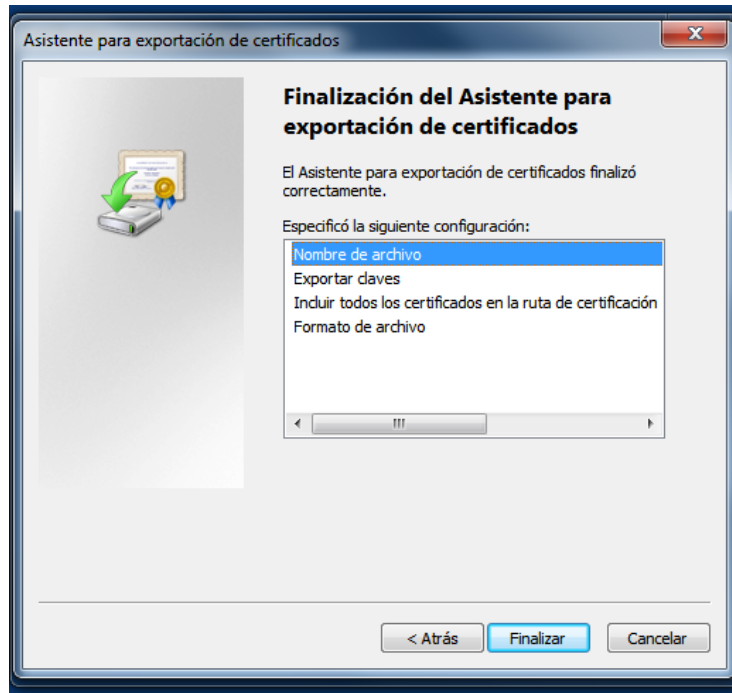 Asistente para exportación de certificados
Finalización del Asistente para
exportación de certificados
El Asistente para exportación de certificados finalizó
correctamente.
Especificó la siguiente configuración:
Nombre de archivo
Exportar claves
Incluir todos los certificados en la ruta de certificación
Formato de archivo
< Atrás
Finalizar
Cancelar